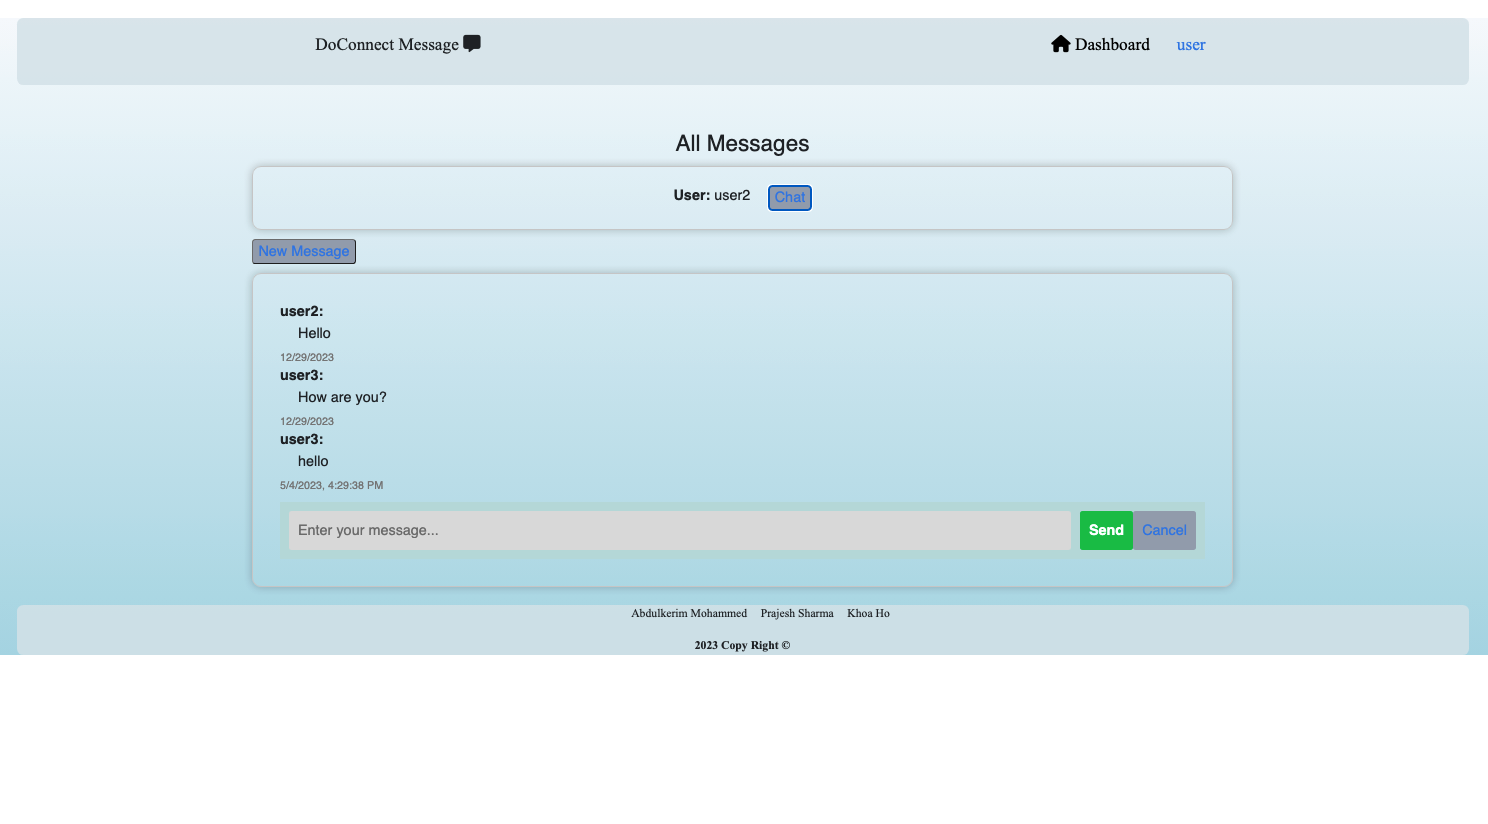 DoConnect Message Dashboard user
All Messages
User: user2 Chat
New Message
user2:
Hello
12/29/2023
user3:
How are you?
12/29/2023
user3:
hello
5/4/2023, 4:29:38 PM
Enter your message... Send Cancel
Abdulkerim Mohammed Prajesh Sharma Khoa Ho
2023 Copy Right ©